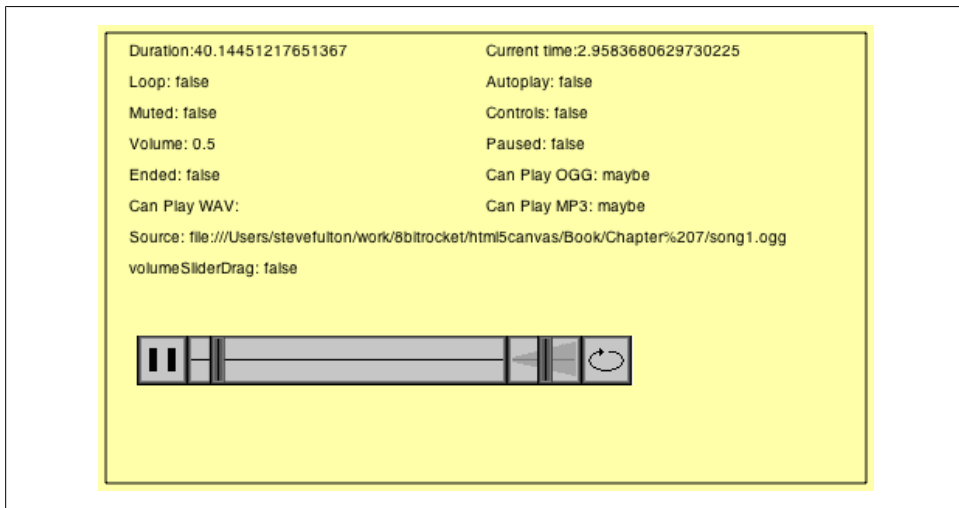 Duration:40.14451217651367 Current time:2.9583680629730225
Loop: false Autoplay: false
Muted: false Controls: false
Volume: 0.5 Paused: false
Ended: false Can Play OGG: maybe
Can Play WAV: Can Play MP3: maybe
Source: file:///Users/stevefulton/work/8bitrocket/html5canvas/Book/Chapter%207/song1.ogg
volumeSliderDrag: false